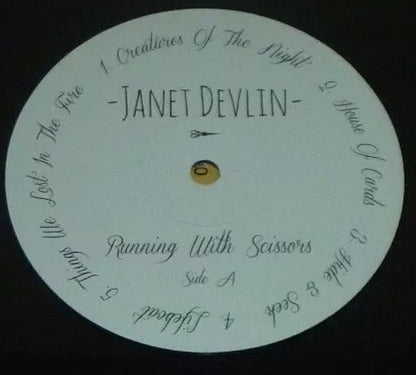 1. Creatures Of The Night
2. House Of Cards
3. Hide & Seek
4. Lifeboat
5. Things We Lost In The Fire
-JANET DEVLIN-
Running With Scissors
Side A